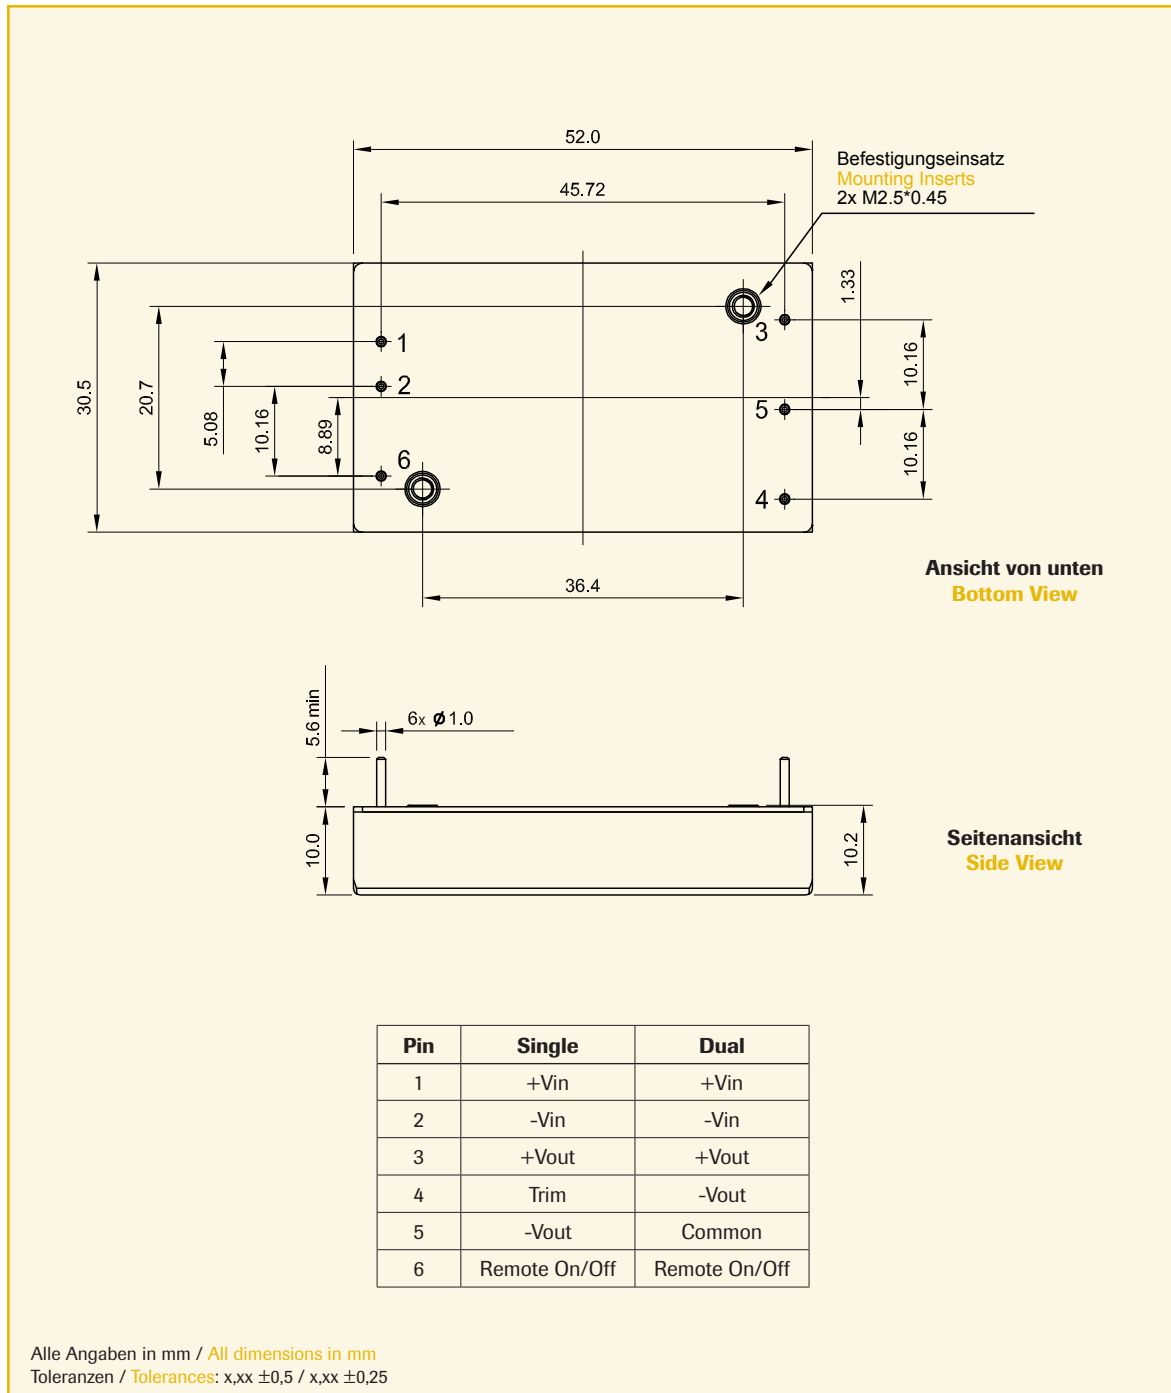 52.0
Befestigungseinsatz
Mounting Inserts
2x M2.5*0.45
45.72
1.33
3
1
10.16
30.5
20.7
2
5.08
10.16
8.89
5
6
10.16
4
36.4
Ansicht von unten
Bottom View
5.6 min
6x ø 1.0
10.0
10.2
Seitenansicht
Side View
Pin Single Dual
1 +Vin +Vin
2 -Vin -Vin
3 +Vout +Vout
4 Trim -Vout
5 -Vout Common
6 Remote On/Off Remote On/Off
Alle Angaben in mm / All dimensions in mm
Toleranzen / Tolerances: x,xx ±0,5 / x,xx ±0,25